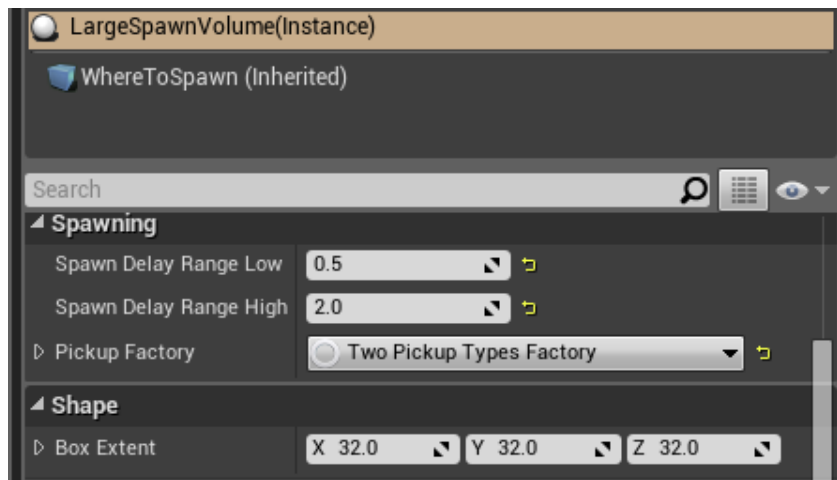 LargeSpawnVolume(Instance)
WhereToSpawn (Inherited)
Search
Spawning
Spawn Delay Range Low 0.5
Spawn Delay Range High 2.0
Pickup Factory Two Pickup Types Factory
Shape
Box Extent X 32.0 Y 32.0 Z 32.0